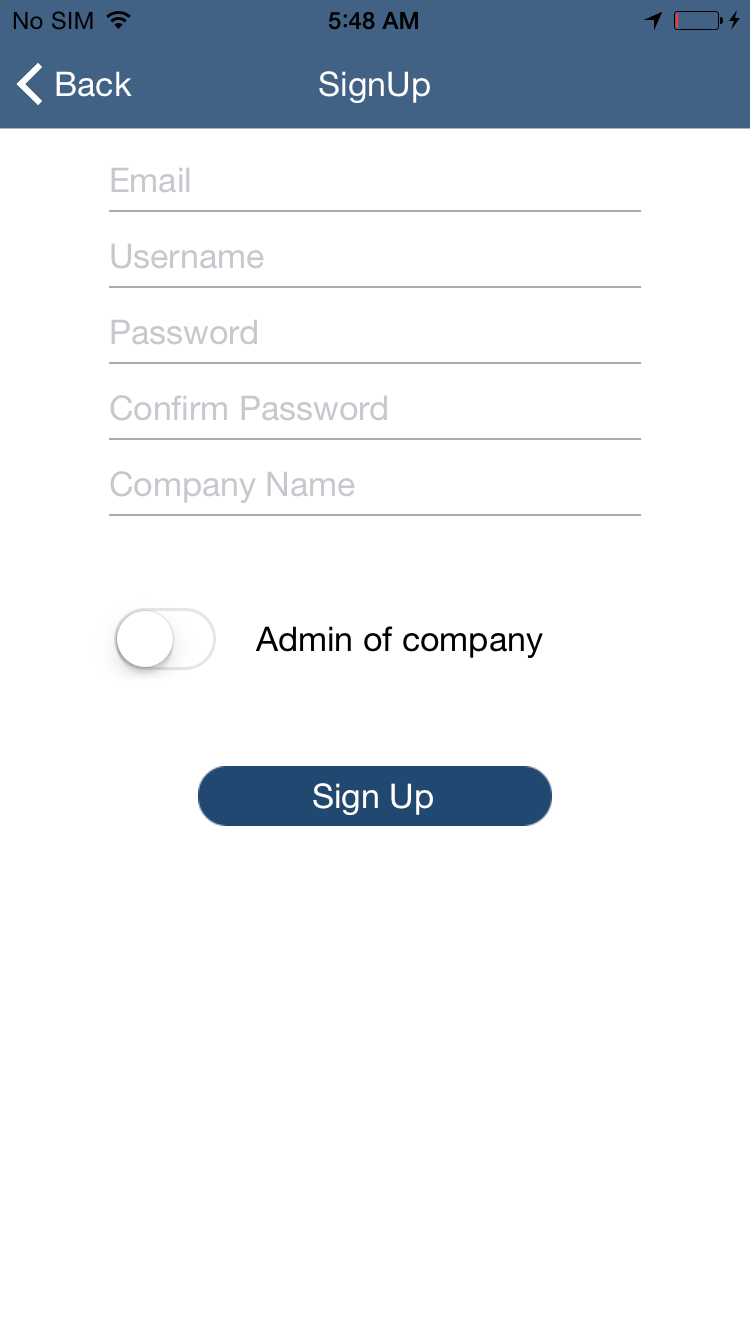 No SIM 5:48 AM
Back SignUp
Email
Username
Password
Confirm Password
Company Name
Admin of company
Sign Up